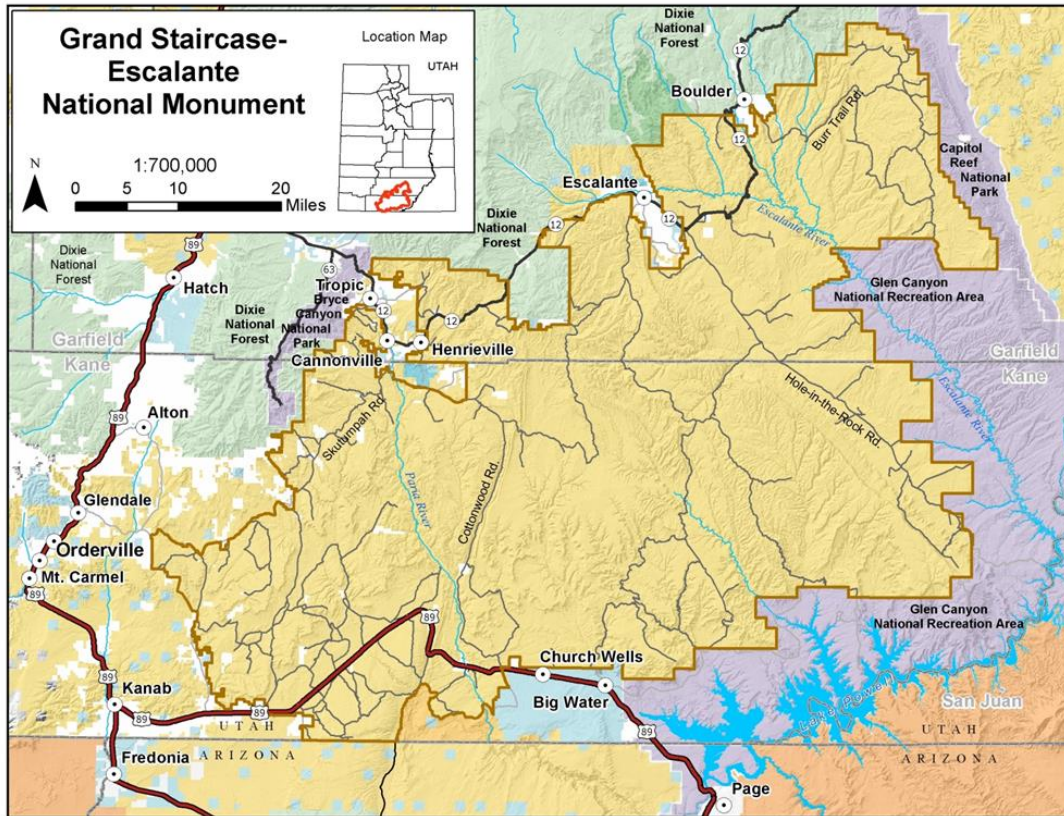 Grand Staircase-
Escalante
National Monument
Location Map
UTAH
N
1:700,000
0 5 10 20
Miles
Dixie
National
Forest
12
Boulder
12
Burr Trail Rd.
Capitol
Reef
National
Park
Escalante
12
Escalante River
Dixie
National
Forest
12
89
Dixie
National
Forest
Hatch
63
Tropic
Bryce
Canyon
National
Park
12
Dixie
National
Forest
12
Glen Canyon
National Recreation Area
Garfield
Kane
Cannonville
Henrieville
Garfield
Kane
Escalante River
89
Alton
Skutumpah Rd.
Hole-in-the-Rock Rd.
Paria River
Cottonwood Rd.
Glendale
Orderville
Mt. Carmel
89
89
Glen Canyon
National Recreation Area
Church Wells
Kanab
89
89
89
Big Water
89
Lake Powell
San Juan
UTAH
ARIZONA
UTAH
ARIZONA
Fredonia
Page